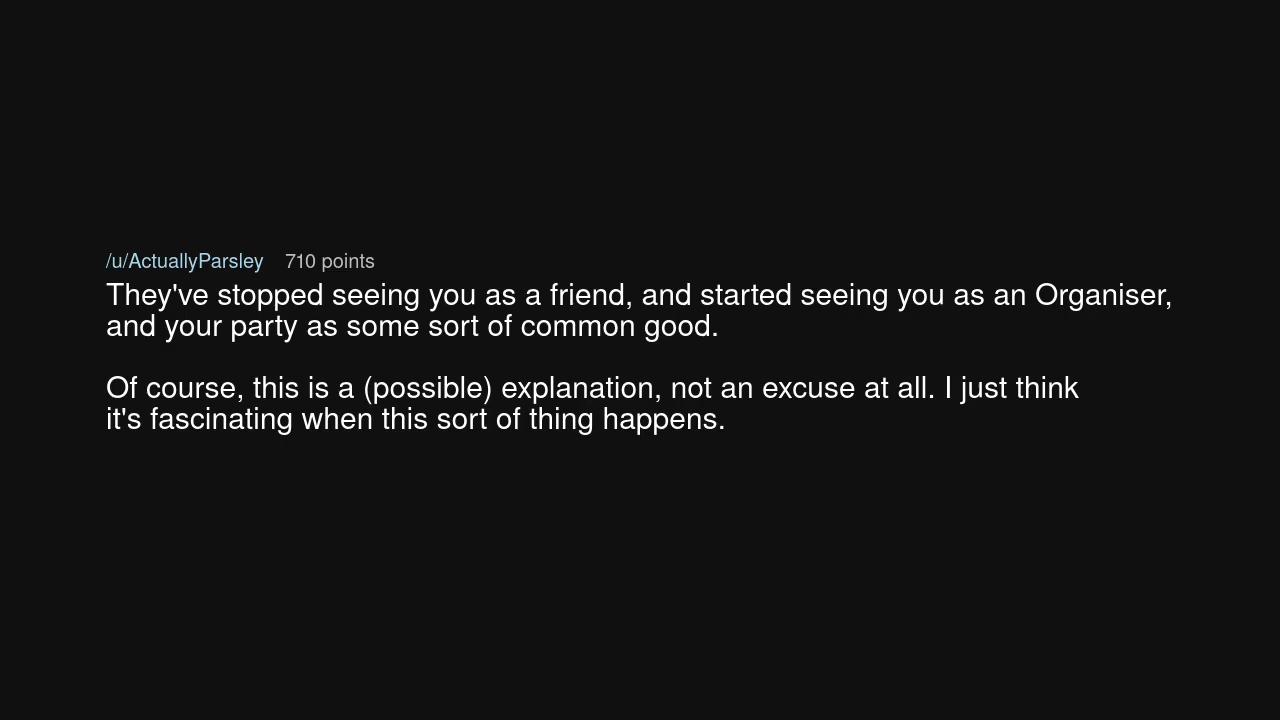 /u/ActuallyParsley 710 points
They've stopped seeing you as a friend, and started seeing you as an Organiser,
and your party as some sort of common good.
Of course, this is a (possible) explanation, not an excuse at all. I just think
it's fascinating when this sort of thing happens.